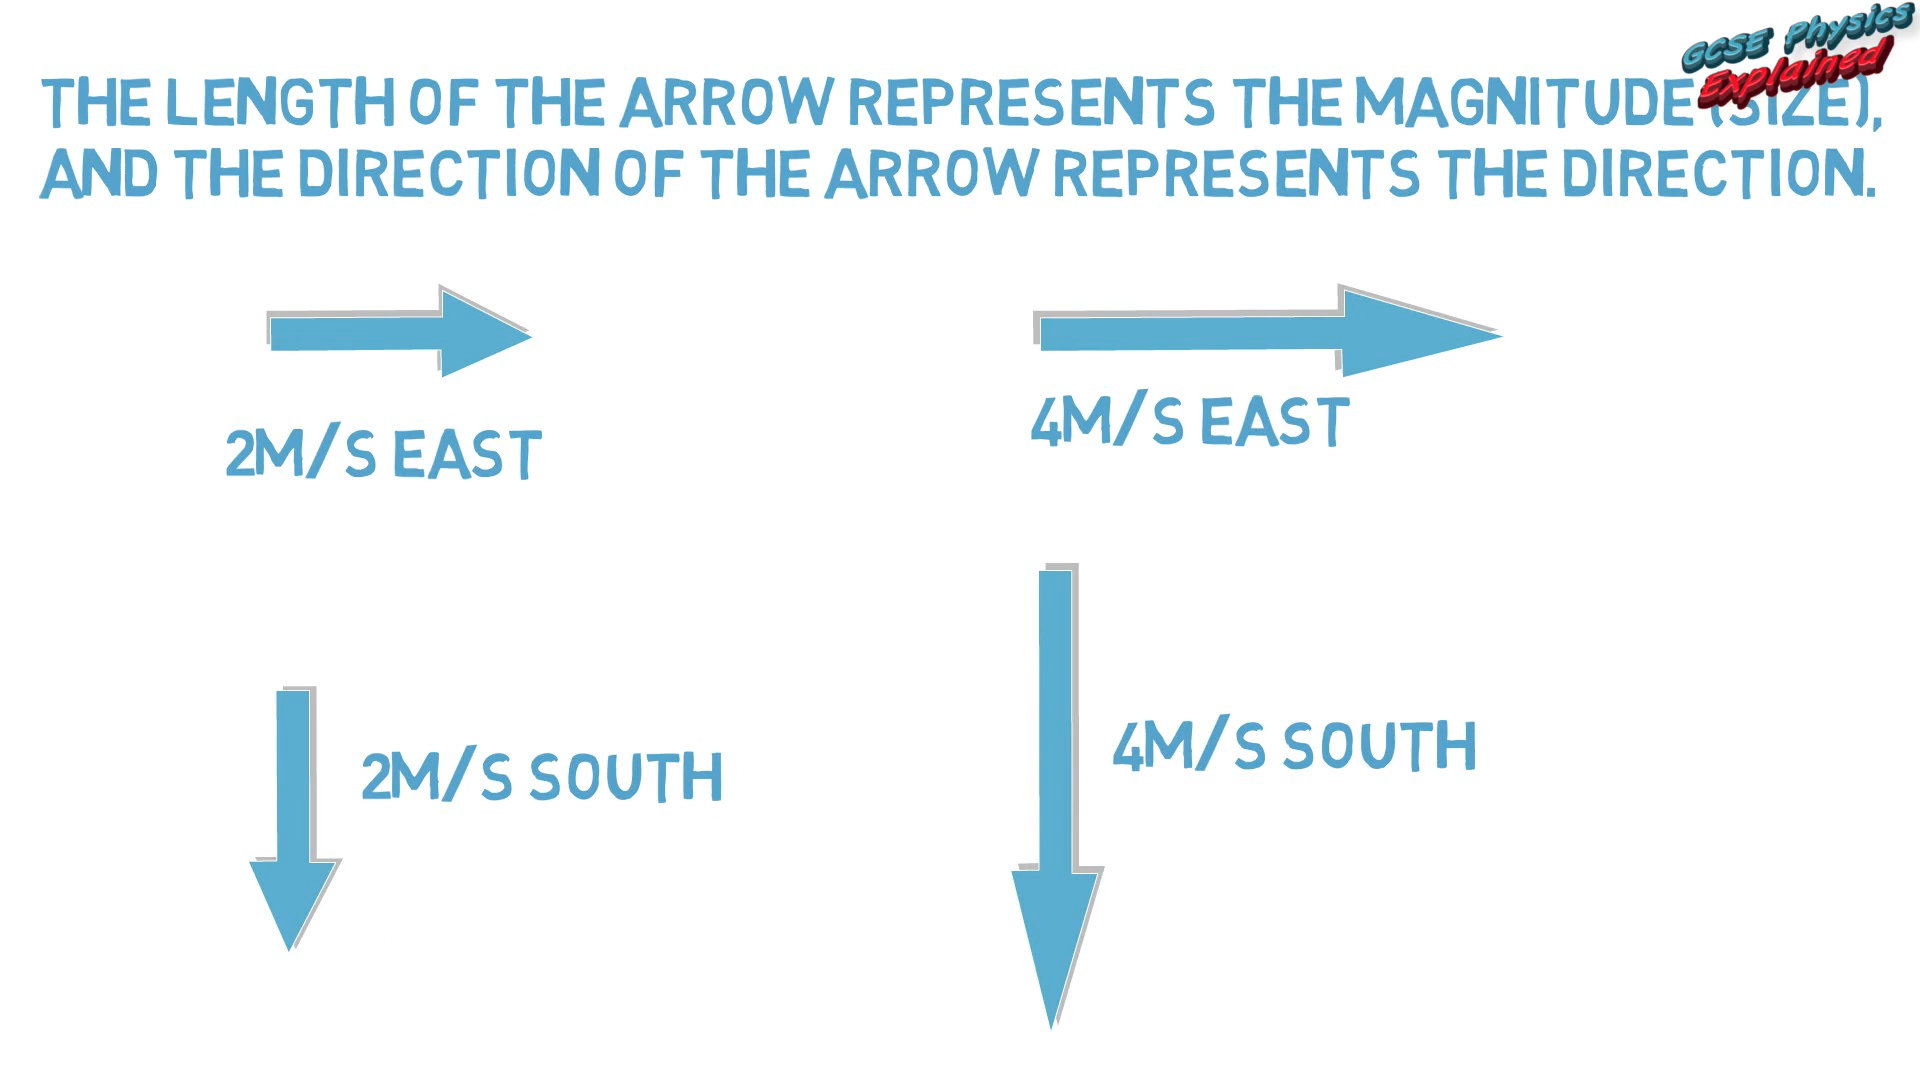 GCSE Physics
Explained
THE LENGTH OF THE ARROW REPRESENTS THE MAGNITUDE (SIZE),
AND THE DIRECTION OF THE ARROW REPRESENTS THE DIRECTION.
2M/S EAST
4M/S EAST
2M/S SOUTH
4M/S SOUTH